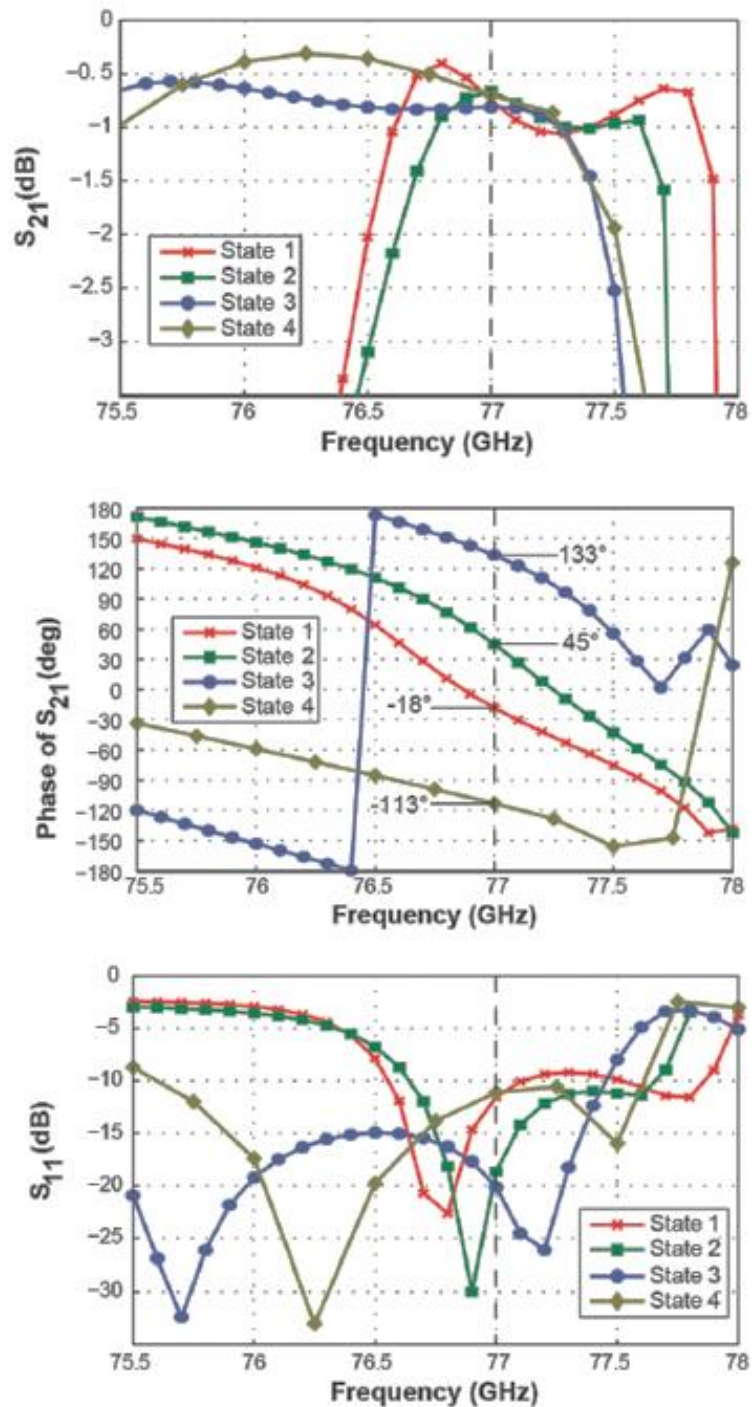 0
−0.5
−1
−1.5
−2
−2.5
−3
S21(dB)
State 1
State 2
State 3
State 4
75.5 76 76.5 77 77.5 78
Frequency (GHz)
180
150
120
90
60
30
0
−30
−60
−90
−120
−150
−180
Phase of S21(deg)
State 1
State 2
State 3
State 4
133°
45°
-18°
-113°
75.5 76 76.5 77 77.5 78
Frequency (GHz)
0
−5
−10
−15
−20
−25
−30
S11(dB)
State 1
State 2
State 3
State 4
75.5 76 76.5 77 77.5 78
Frequency (GHz)